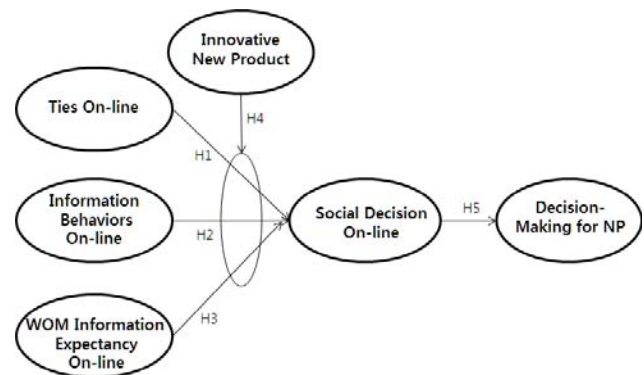 Innovative
New Product
Ties On-line
H4
H1
Information
Behaviors
On-line
H2
Social Decision
On-line
H5
Decision-
Making for NP
H3
WOM Information
Expectancy
On-line